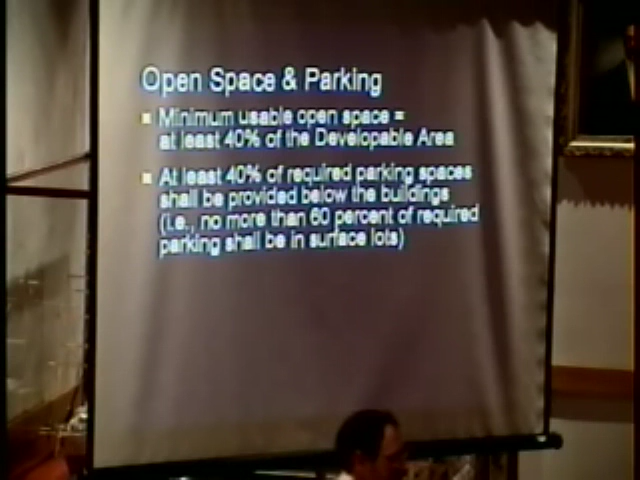 Open Space & Parking
Minimum usable open space =
at least 40% of the Developable Area
At least 40% of required parking spaces
shall be provided below the buildings
(i.e., no more than 60 percent of required
parking shall be in surface lots)